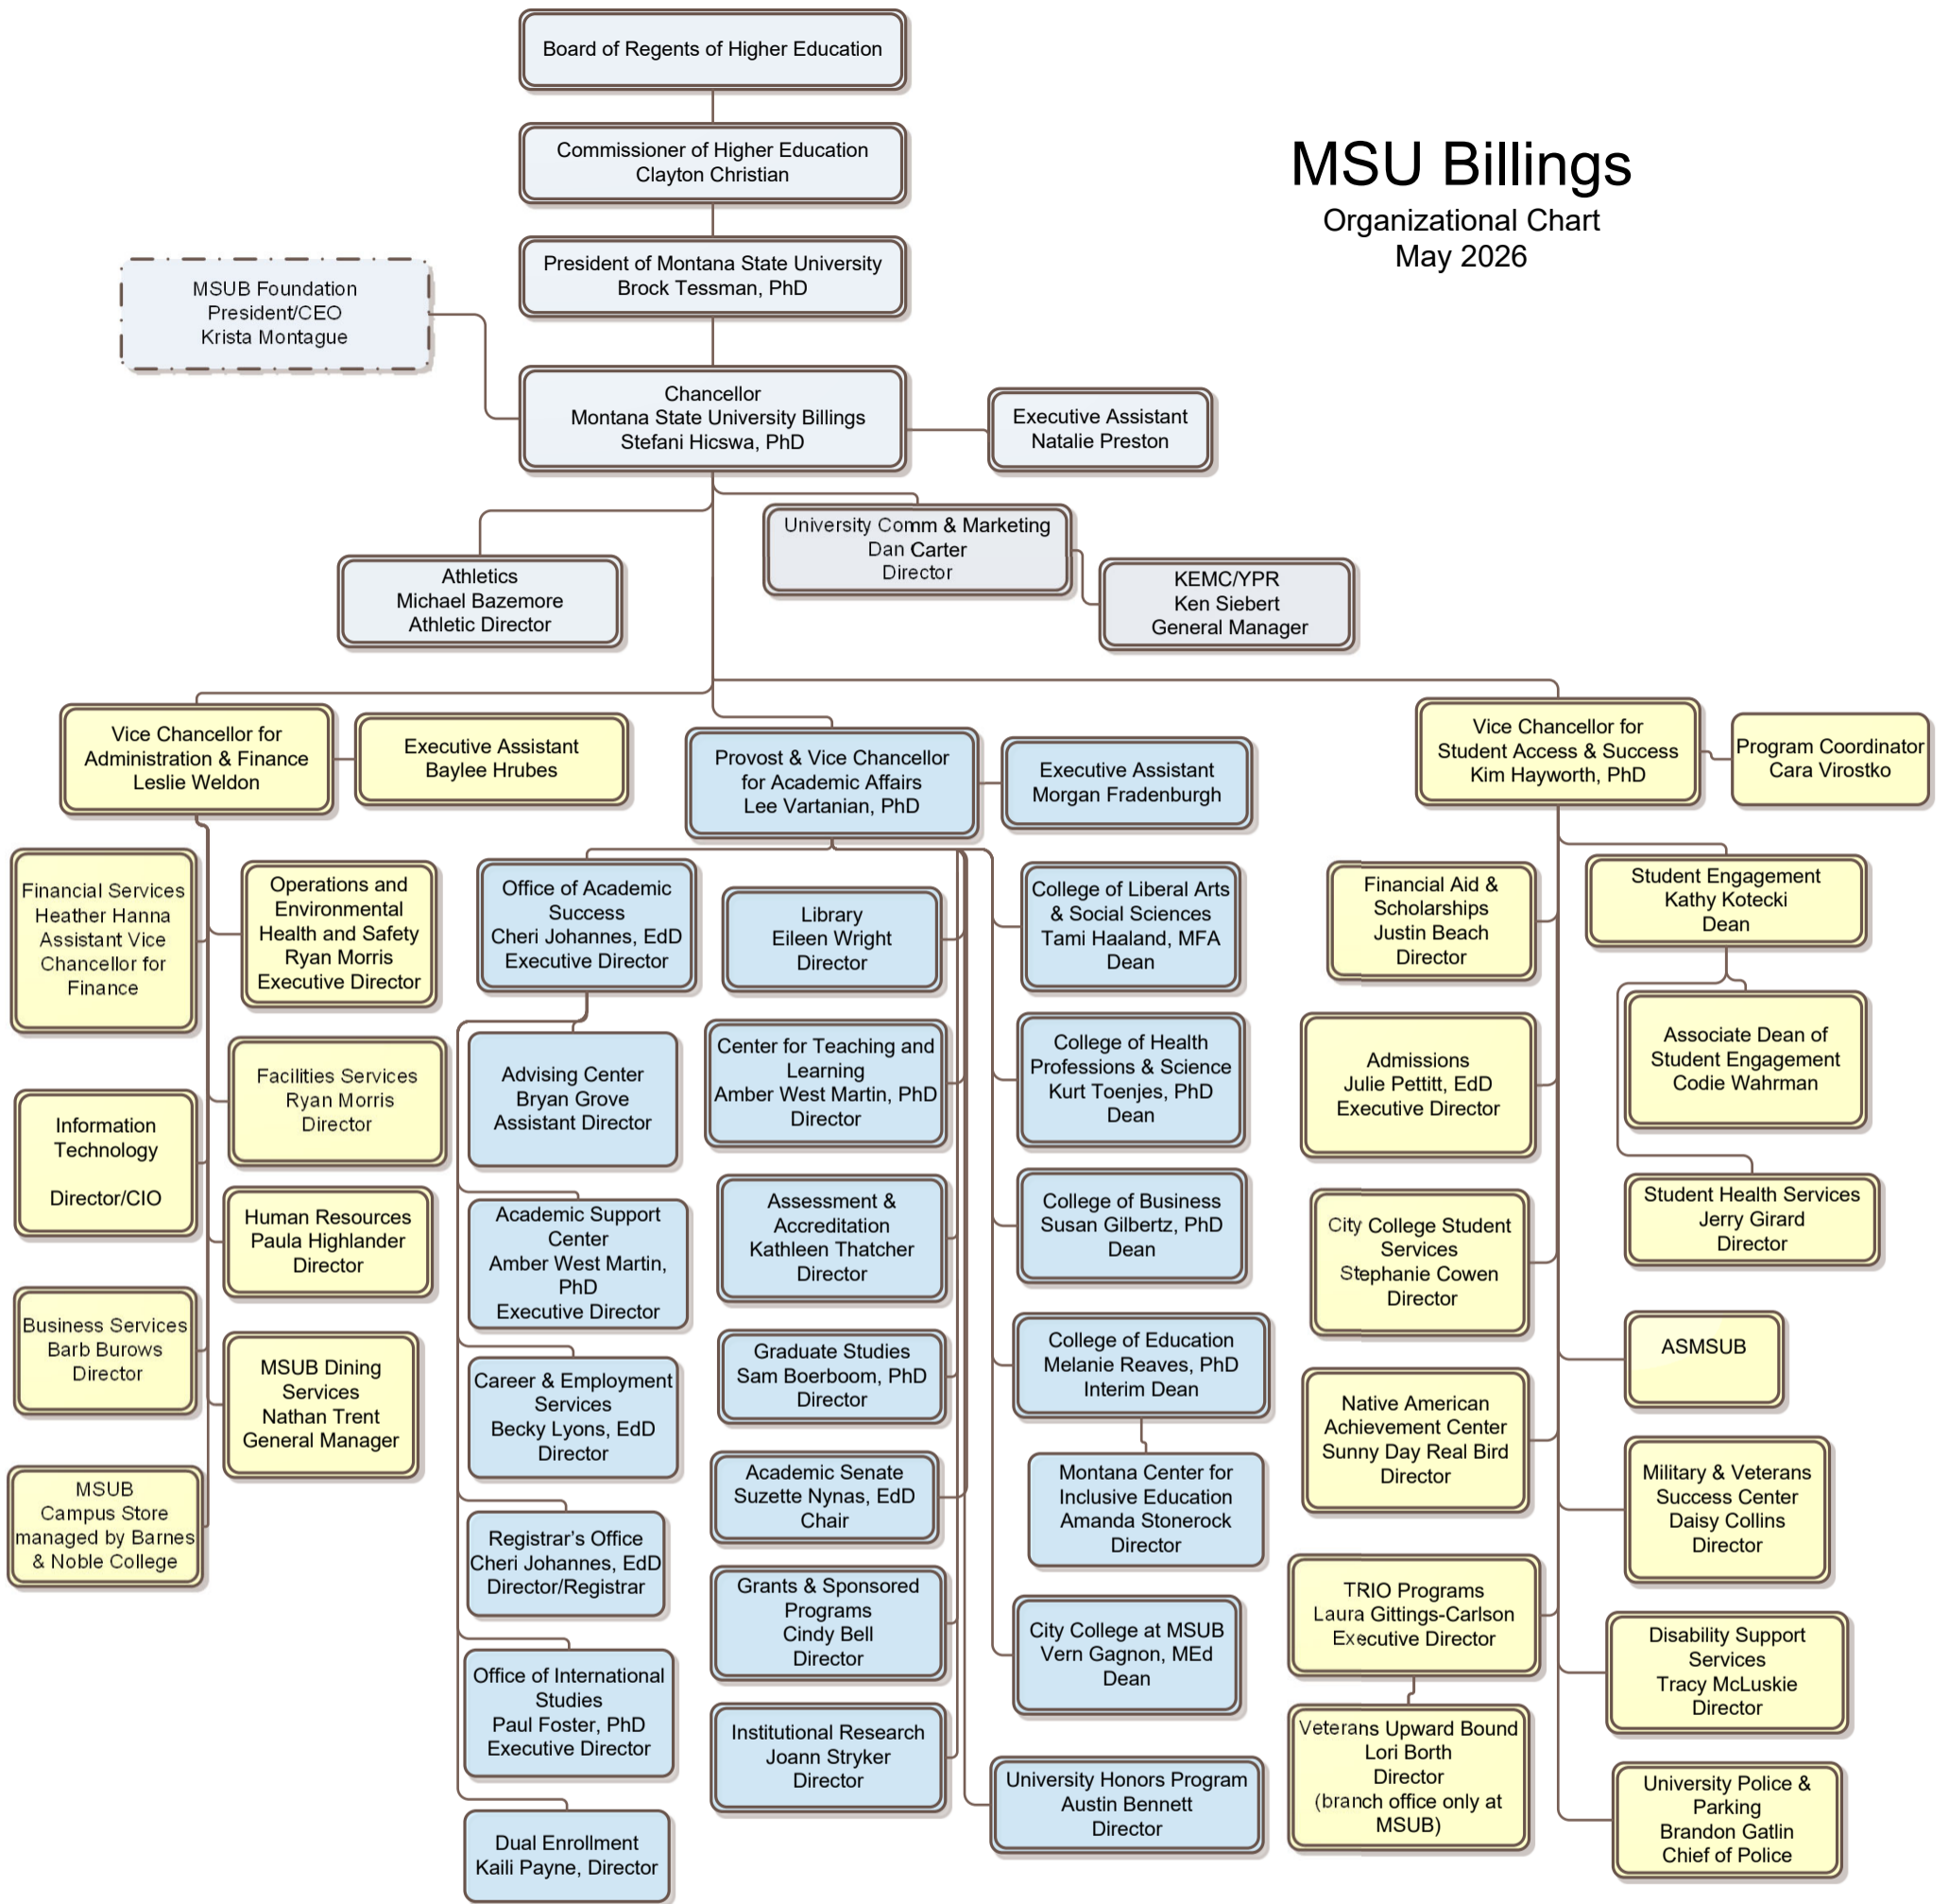 Board of Regents of Higher Education
Commissioner of Higher Education
Clayton Christian
MSU Billings
Organizational Chart
May 2026
President of Montana State University
Brock Tessman, PhD
MSUB Foundation
President/CEO
Krista Montague
Chancellor
Montana State University Billings
Stefani Hicswa, PhD
Executive Assistant
Natalie Preston
University Comm & Marketing
Dan Carter
Director
Athletics
Michael Bazemore
Athletic Director
KEMC/YPR
Ken Siebert
General Manager
Vice Chancellor for
Administration & Finance
Leslie Weldon
Executive Assistant
Baylee Hrubes
Provost & Vice Chancellor
for Academic Affairs
Lee Vartanian, PhD
Executive Assistant
Morgan Fradenburgh
Vice Chancellor for
Student Access & Success
Kim Hayworth, PhD
Program Coordinator
Cara Virostko
Financial Services
Heather Hanna
Assistant Vice
Chancellor for
Finance
Operations and
Environmental
Health and Safety
Ryan Morris
Executive Director
Facilities Services
Ryan Morris
Director
Information
Technology
Director/CIO
Human Resources
Paula Highlander
Director
Business Services
Barb Burows
Director
MSUB Dining
Services
Nathan Trent
General Manager
MSUB
Campus Store
managed by Barnes
& Noble College
Office of Academic
Success
Cheri Johannes, EdD
Executive Director
Advising Center
Bryan Grove
Assistant Director
Academic Support
Center
Amber West Martin,
PhD
Executive Director
Career & Employment
Services
Becky Lyons, EdD
Director
Registrar’s Office
Cheri Johannes, EdD
Director/Registrar
Office of International
Studies
Paul Foster, PhD
Executive Director
Dual Enrollment
Kaili Payne, Director
Library
Eileen Wright
Director
Center for Teaching and
Learning
Amber West Martin, PhD
Director
Assessment &
Accreditation
Kathleen Thatcher
Director
Graduate Studies
Sam Boerboom, PhD
Director
Academic Senate
Suzette Nynas, EdD
Chair
Grants & Sponsored
Programs
Cindy Bell
Director
Institutional Research
Joann Stryker
Director
College of Liberal Arts
& Social Sciences
Tami Haaland, MFA
Dean
College of Health
Professions & Science
Kurt Toenjes, PhD
Dean
College of Business
Susan Gilbertz, PhD
Dean
College of Education
Melanie Reaves, PhD
Interim Dean
Montana Center for
Inclusive Education
Amanda Stonerock
Director
City College at MSUB
Vern Gagnon, MEd
Dean
University Honors Program
Austin Bennett
Director
Financial Aid &
Scholarships
Justin Beach
Director
Admissions
Julie Pettitt, EdD
Executive Director
City College Student
Services
Stephanie Cowen
Director
Native American
Achievement Center
Sunny Day Real Bird
Director
TRIO Programs
Laura Gittings-Carlson
Executive Director
Veterans Upward Bound
Lori Borth
Director
(branch office only at
MSUB)
Student Engagement
Kathy Kotecki
Dean
Associate Dean of
Student Engagement
Codie Wahrman
Student Health Services
Jerry Girard
Director
ASMSUB
Military & Veterans
Success Center
Daisy Collins
Director
Disability Support
Services
Tracy McLuskie
Director
University Police &
Parking
Brandon Gatlin
Chief of Police